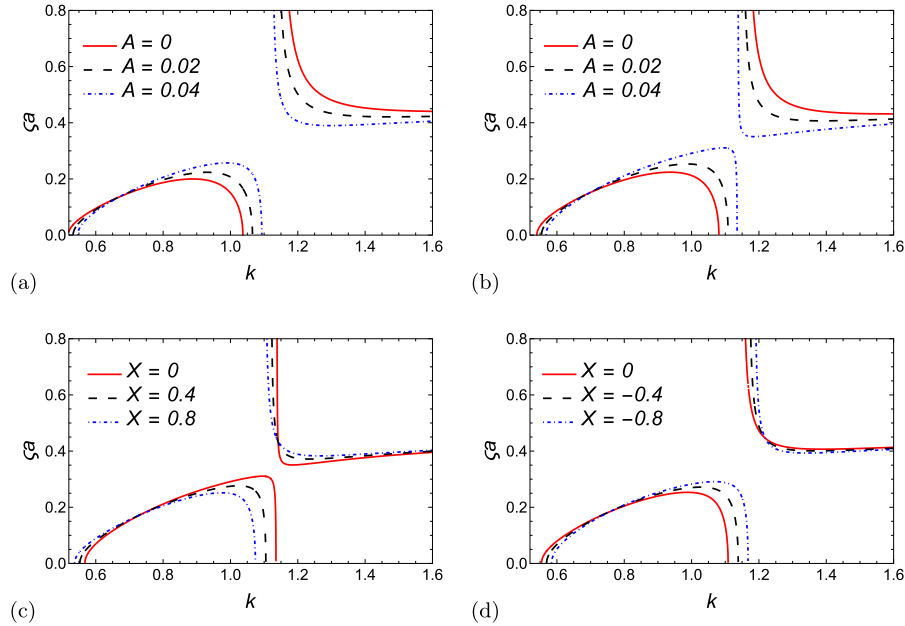 0.8 0.6 0.4 0.2 0.0
ςa
A = 0
A = 0.02
A = 0.04
0.6 0.8 1.0 1.2 1.4 1.6
k
(a)
0.8 0.6 0.4 0.2 0.0
ςa
A = 0
A = 0.02
A = 0.04
0.6 0.8 1.0 1.2 1.4 1.6
k
(b)
0.8 0.6 0.4 0.2 0.0
ςa
X = 0
X = 0.4
X = 0.8
0.6 0.8 1.0 1.2 1.4 1.6
k
(c)
0.8 0.6 0.4 0.2 0.0
ςa
X = 0
X = −0.4
X = −0.8
0.6 0.8 1.0 1.2 1.4 1.6
k
(d)